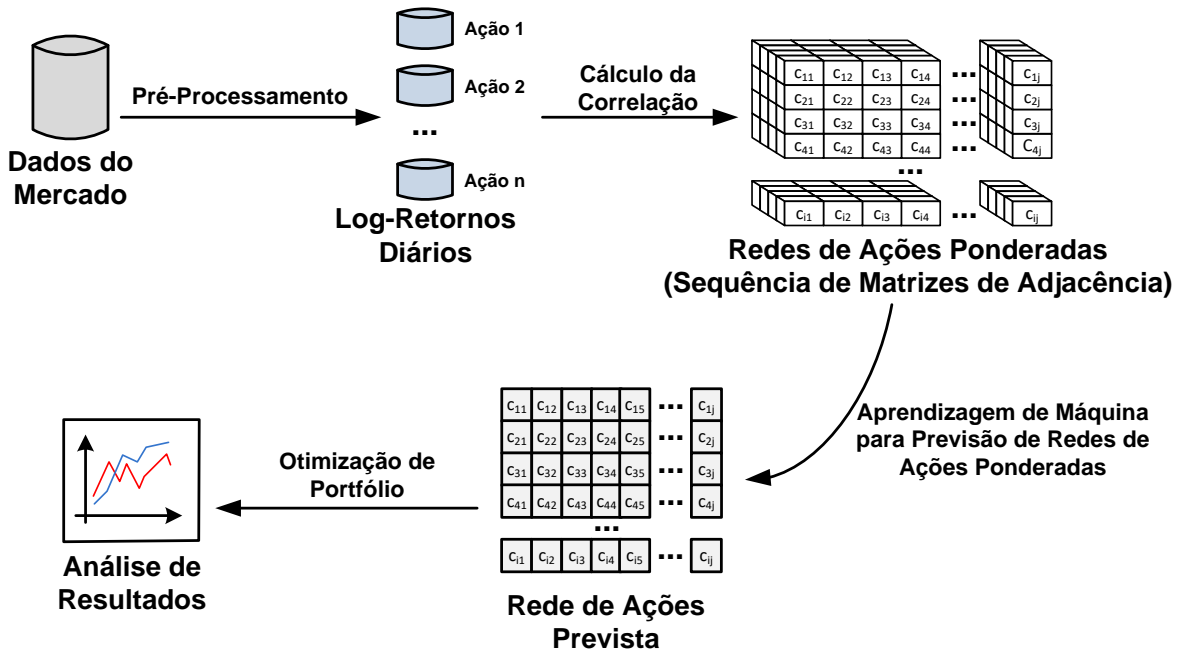 Dados do
Mercado
Pré-Processamento
Ação 1
Ação 2
...
Ação n
Log-Retornos
Diários
Cálculo da
Correlação
C11 C12 C13 C14 ... C1j
C21 C22 C23 C24 C2j
C31 C32 C33 C34 C3j
C41 C42 C43 C44 ... C4j
...
Ci1 Ci2 Ci3 Ci4 ... Cij
Redes de Ações Ponderadas
(Sequência de Matrizes de Adjacência)
Aprendizagem de Máquina
para Previsão de Redes de
Ações Ponderadas
C11 C12 C13 C14 C15 ... C1j
C21 C22 C23 C24 C25 ... C2j
C31 C32 C33 C34 C35 ... C3j
C41 C42 C43 C44 C45 ... C4j
...
Ci1 Ci2 Ci3 Ci4 Ci5 ... Cij
Rede de Ações
Prevista
Otimização de
Portfólio
Análise de
Resultados